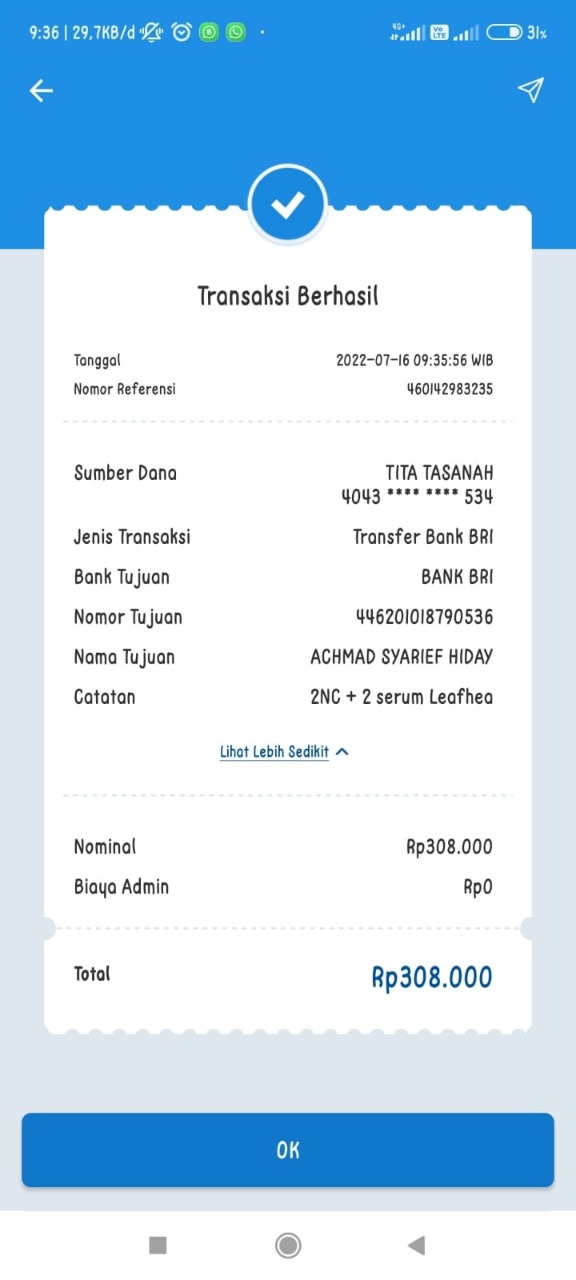 9:36 | 29,7KB/d
4G+
Vo LTE
31%
Transaksi Berhasil
Tanggal 2022-07-16 09:35:56 WIB
Nomor Referensi 460142983235
Sumber Dana TITA TASANAH
4043 **** **** 534
Jenis Transaksi Transfer Bank BRI
Bank Tujuan BANK BRI
Nomor Tujuan 446201018790536
Nama Tujuan ACHMAD SYARIEF HIDAY
Catatan 2NC + 2 serum Leafhea
Lihat Lebih Sedikit
Nominal Rp308.000
Biaya Admin Rp0
Total Rp308.000
OK